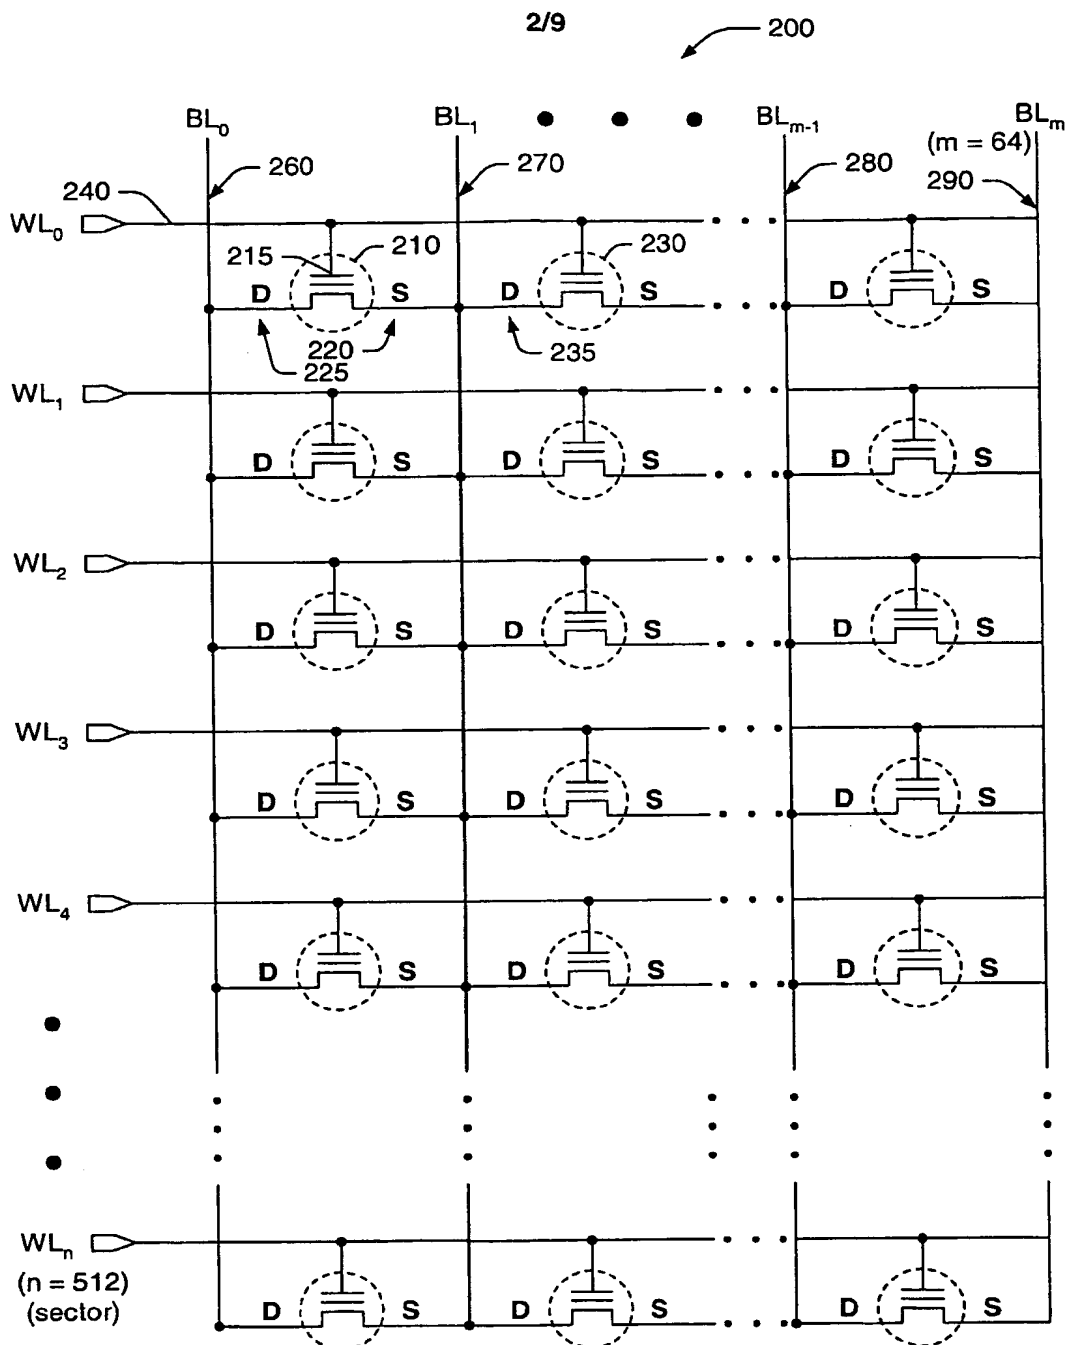 2/9
200
BL₀ BL₁ BLₘ₋₁ BLₘ
(m = 64)
260 270 280 290
240
WL₀
215 210 230
D S D S D S
220 235
225
WL₁
D S D S D S
WL₂
D S D S D S
WL₃
D S D S D S
WL₄
D S D S D S
WLₙ
(n = 512)
(sector)
D S D S D S